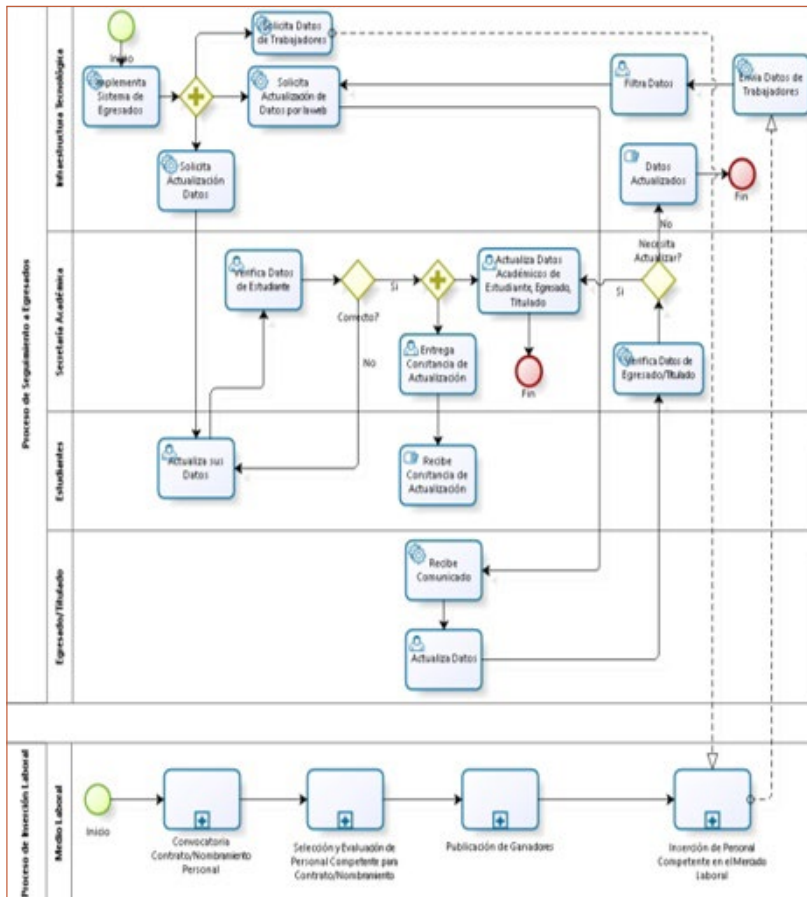 Proceso de Seguimiento a Egresados
Infraestructura Tecnológica
Inicio
Implementa
Sistema de
Egresados
Solicita Datos
de Trabajadores
Solicita
Actualización de
Datos por la web
Filtra Datos
Envía Datos de
Trabajadores
Solicita
Actualización
Datos
Datos
Actualizados
Fin
No
Secretaría Académica
Verifica Datos
de Estudiante
Correcto?
Si
No
Actualiza Datos
Académicos de
Estudiante, Egresado,
Titulado
Necesita
Actualizar?
Si
Entrega
Constancia de
Actualización
Fin
Verifica Datos de
Egresado/Titulado
Estudiantes
Actualiza sus
Datos
Recibe
Constancia de
Actualización
Egresado/Titulado
Recibe
Comunicado
Actualiza Datos
Proceso de Inserción Laboral
Medio Laboral
Inicio
Convocatoria
Contrato/Nombramiento
Personal
Selección y Evaluación de
Personal Competente para
Contrato/Nombramiento
Publicación de Ganadores
Inserción de Personal
Competente en el Mercado
Laboral